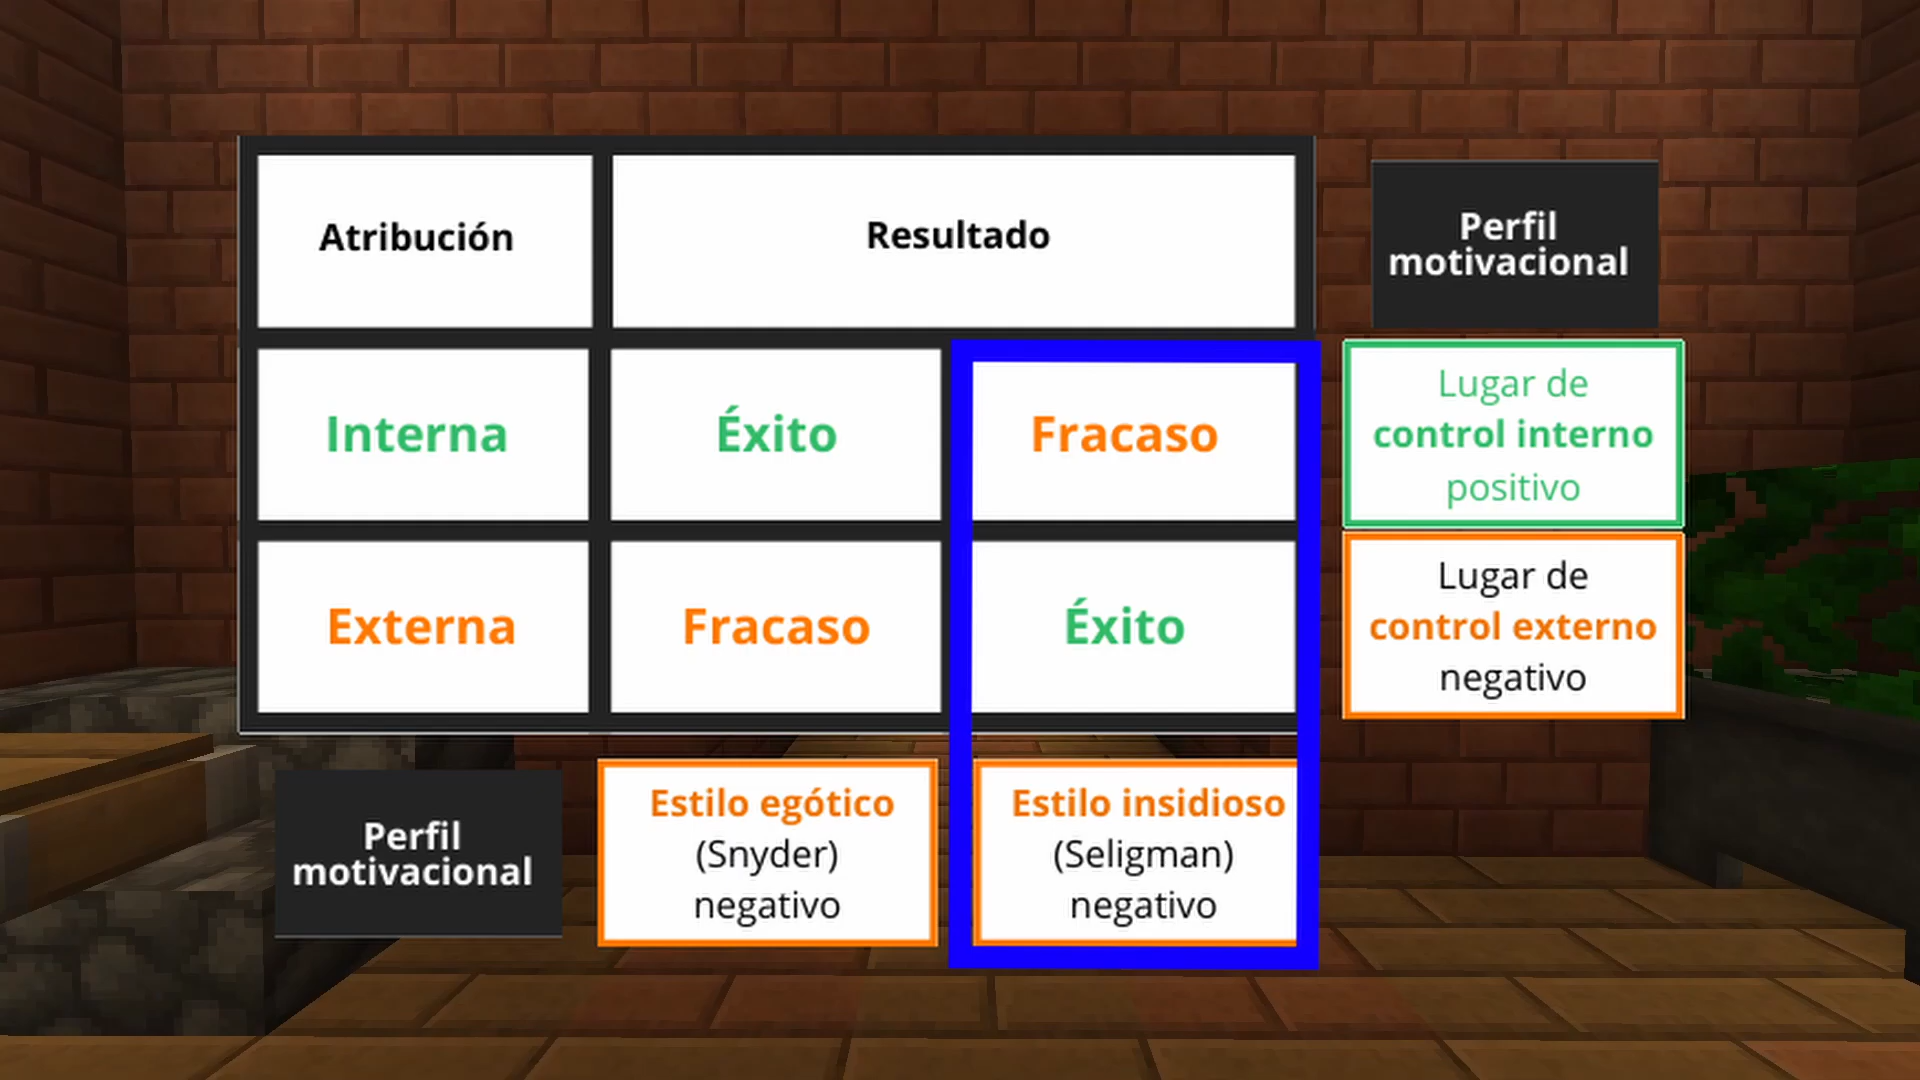 Atribución
Resultado
Perfil
motivacional
Interna
Éxito
Fracaso
Lugar de
control interno
positivo
Externa
Fracaso
Éxito
Lugar de
control externo
negativo
Perfil
motivacional
Estilo egótico
(Snyder)
negativo
Estilo insidioso
(Seligman)
negativo